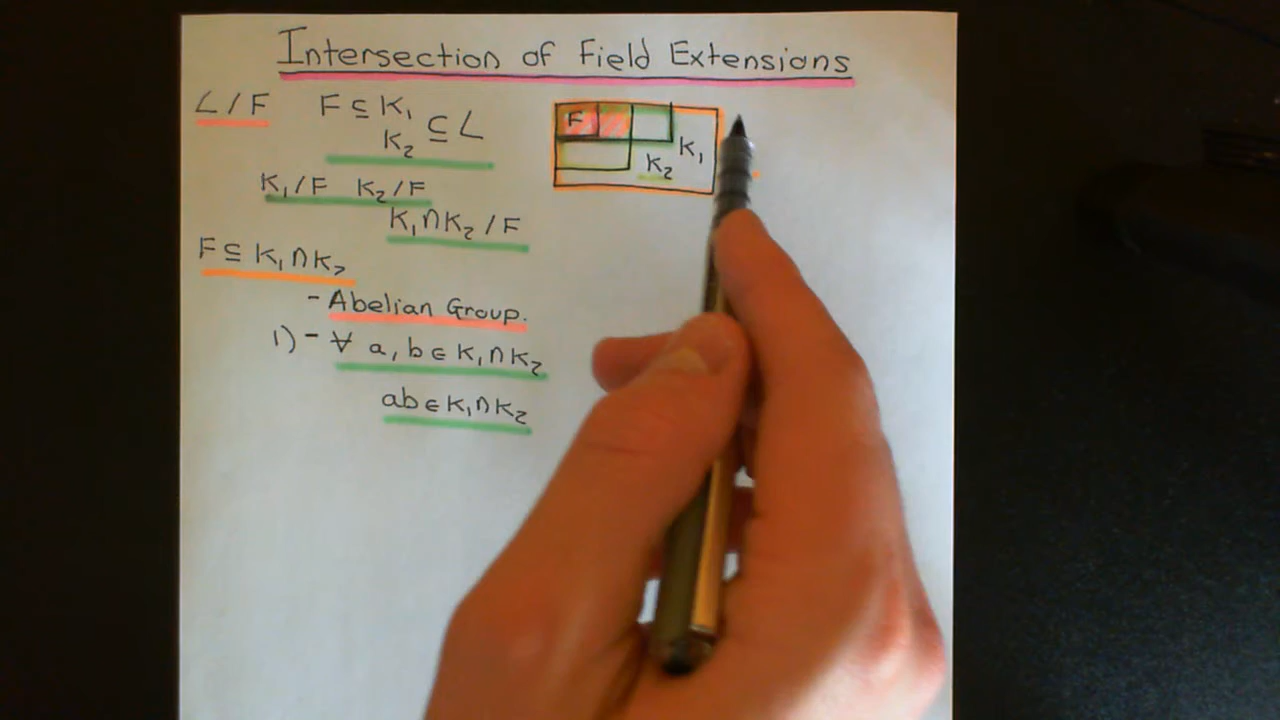 Intersection of Field Extensions
L/F F ⊆ K₁
K₂ ⊆ L
K₁/F K₂/F
K₁∩K₂/F
F ⊆ K₁∩K₂
- Abelian Group.
1) - ∀ a, b ∈ K₁∩K₂
ab ∈ K₁∩K₂
F
K₁
K₂